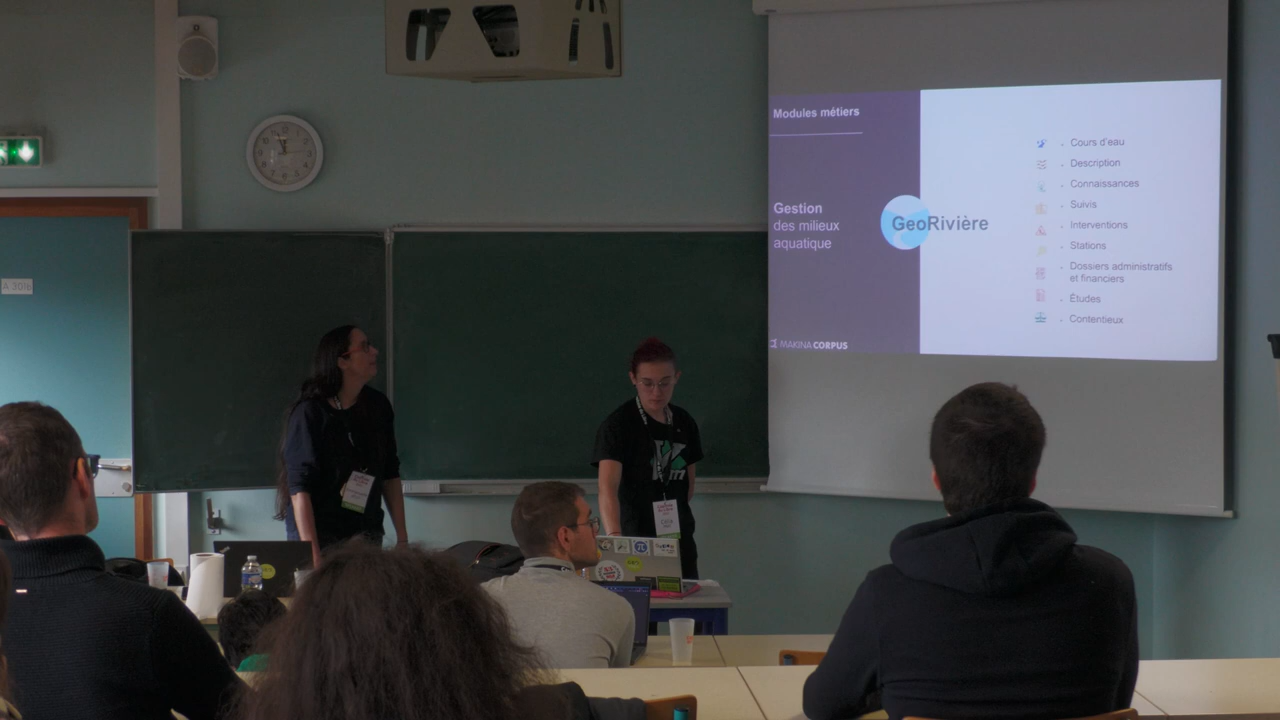 A 3016
Modules métiers
Gestion
des milieux
aquatique
GeoRivière
MAKINA CORPUS
Cours d'eau
Description
Connaissances
Suivis
Interventions
Stations
Dossiers administratifs
et financiers
Études
Contentieux